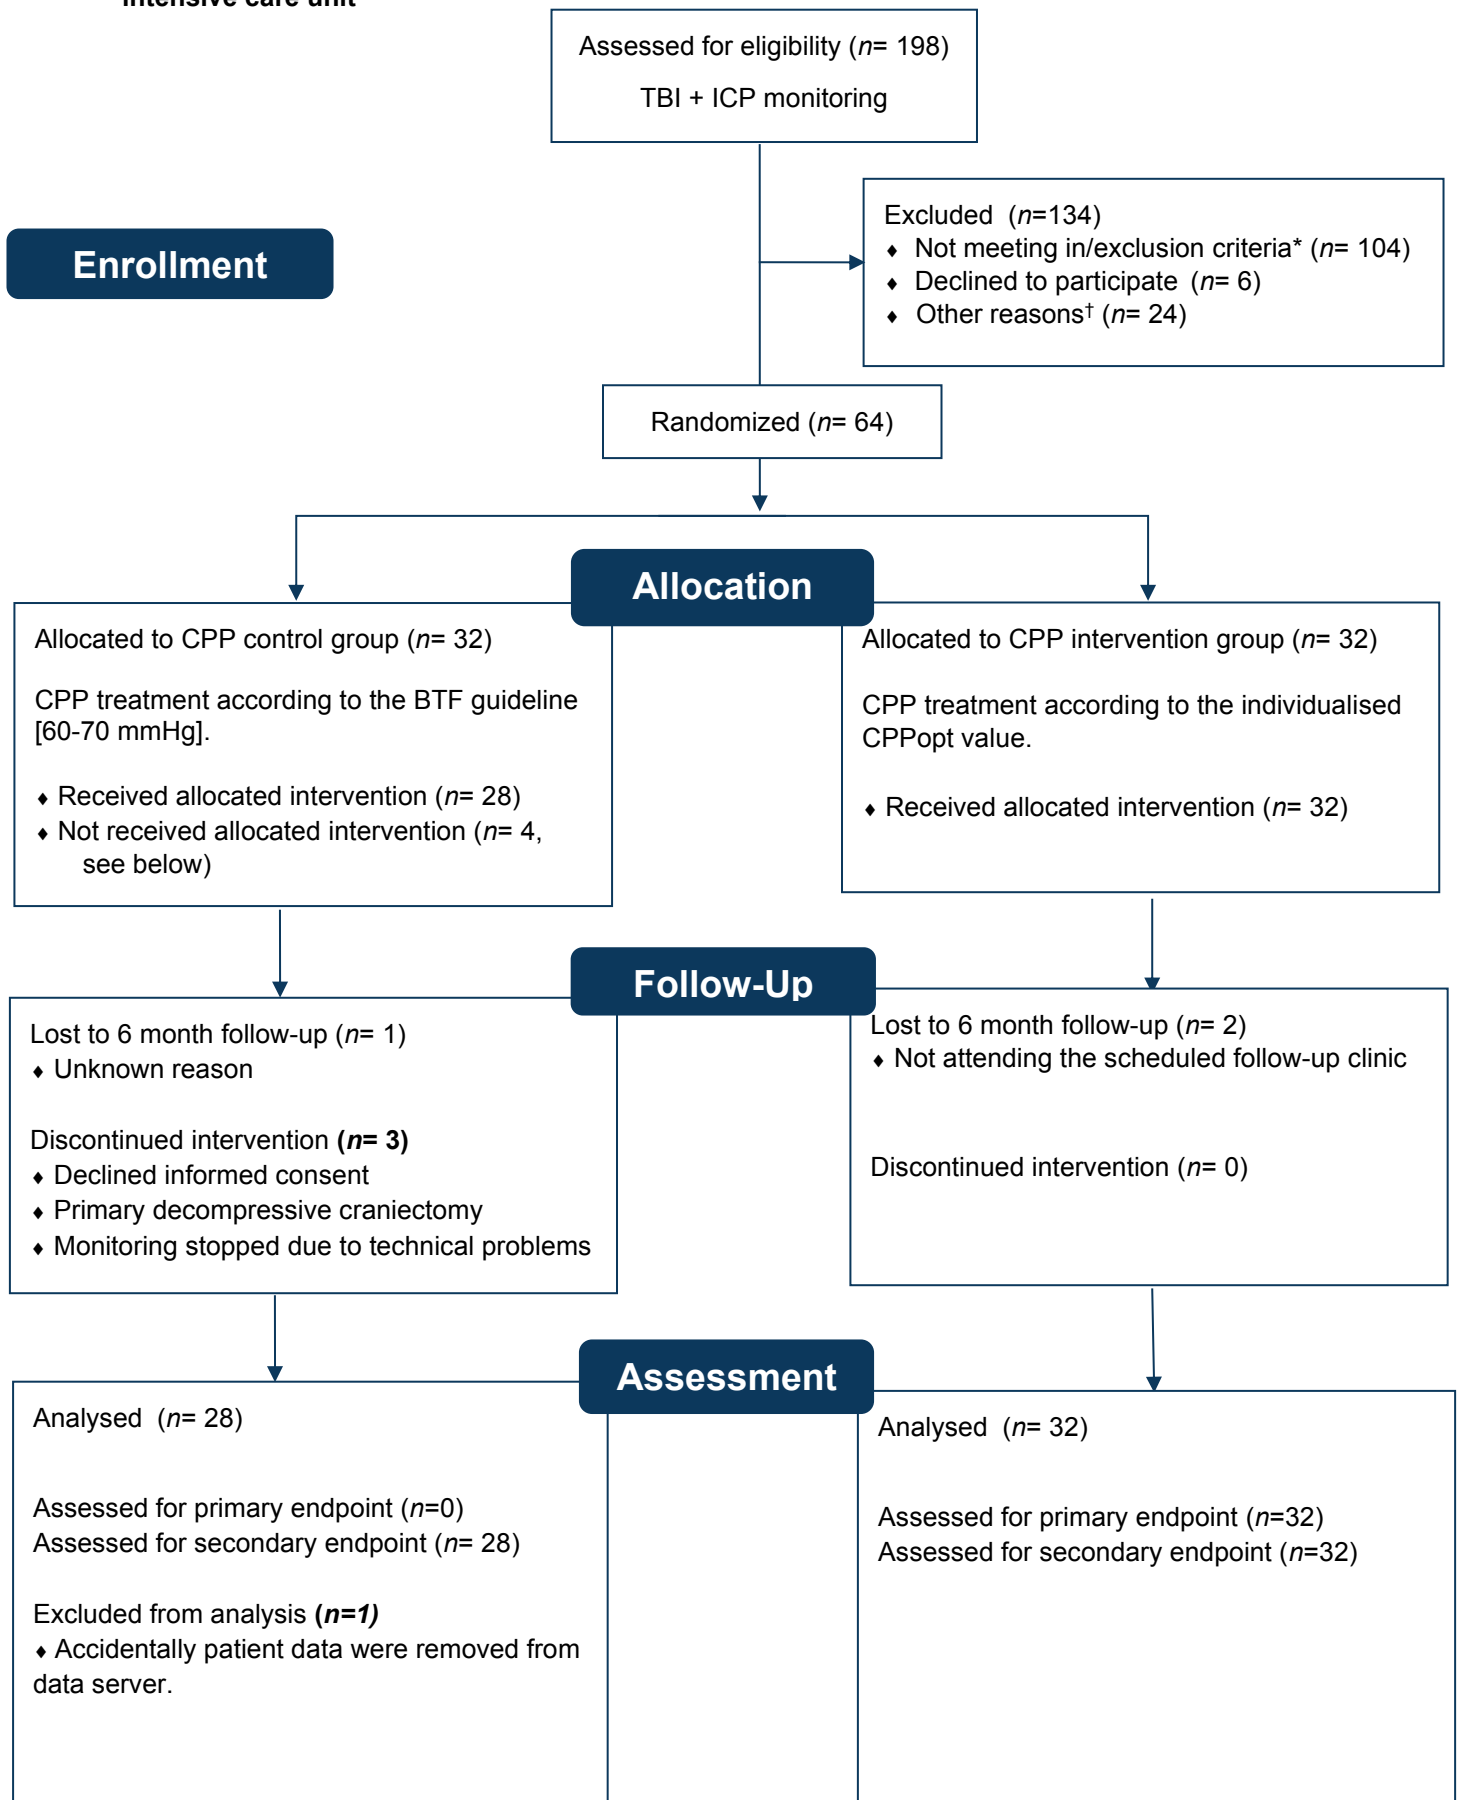 intensive care unit
Assessed for eligibility (n= 198)
TBI + ICP monitoring
Enrollment
Excluded (n=134)
♦ Not meeting in/exclusion criteria* (n= 104)
♦ Declined to participate (n= 6)
♦ Other reasons† (n= 24)
Randomized (n= 64)
Allocation
Allocated to CPP control group (n= 32)
CPP treatment according to the BTF guideline
[60-70 mmHg].
♦ Received allocated intervention (n= 28)
♦ Not received allocated intervention (n= 4,
see below)
Allocated to CPP intervention group (n= 32)
CPP treatment according to the individualised
CPPopt value.
♦ Received allocated intervention (n= 32)
Follow-Up
Lost to 6 month follow-up (n= 1)
♦ Unknown reason
Discontinued intervention (n= 3)
♦ Declined informed consent
♦ Primary decompressive craniectomy
♦ Monitoring stopped due to technical problems
Lost to 6 month follow-up (n= 2)
♦ Not attending the scheduled follow-up clinic
Discontinued intervention (n= 0)
Assessment
Analysed (n= 28)
Assessed for primary endpoint (n=0)
Assessed for secondary endpoint (n= 28)
Excluded from analysis (n=1)
♦ Accidentally patient data were removed from
data server.
Analysed (n= 32)
Assessed for primary endpoint (n=32)
Assessed for secondary endpoint (n=32)